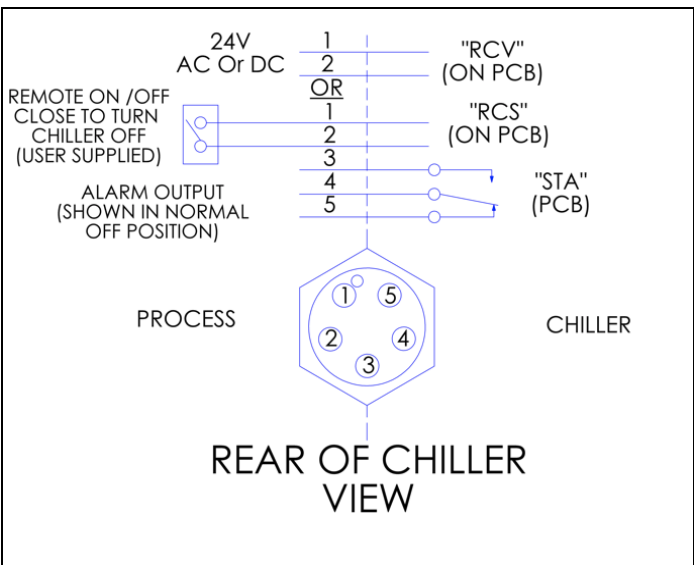 24V
AC Or DC
1
2
"RCV"
(ON PCB)
OR
REMOTE ON /OFF
CLOSE TO TURN
CHILLER OFF
(USER SUPPLIED)
1
2
"RCS"
(ON PCB)
3
4
5
ALARM OUTPUT
(SHOWN IN NORMAL
OFF POSITION)
"STA"
(PCB)
PROCESS
1
5
2
4
3
CHILLER
REAR OF CHILLER
VIEW